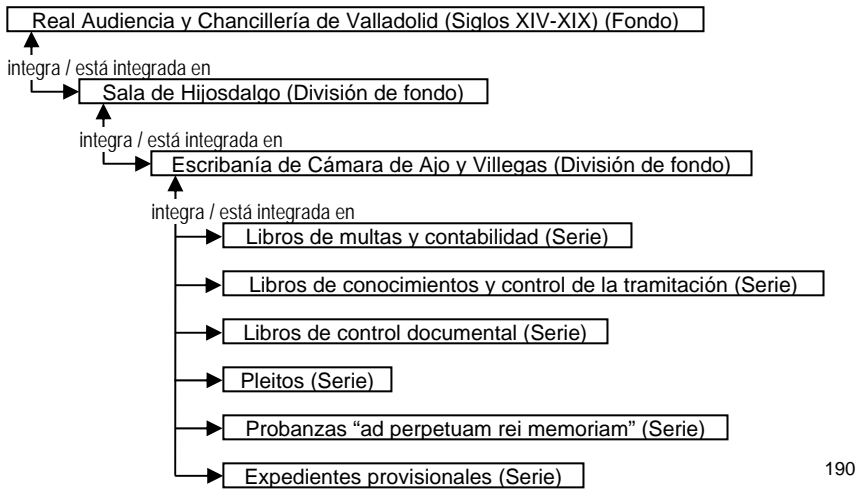 Real Audiencia y Chancillería de Valladolid (Siglos XIV-XIX) (Fondo)
integra / está integrada en
Sala de Hijosdalgo (División de fondo)
integra / está integrada en
Escribanía de Cámara de Ajo y Villegas (División de fondo)
integra / está integrada en
Libros de multas y contabilidad (Serie)
Libros de conocimientos y control de la tramitación (Serie)
Libros de control documental (Serie)
Pleitos (Serie)
Probanzas “ad perpetuam rei memoriam” (Serie)
Expedientes provisionales (Serie)
190